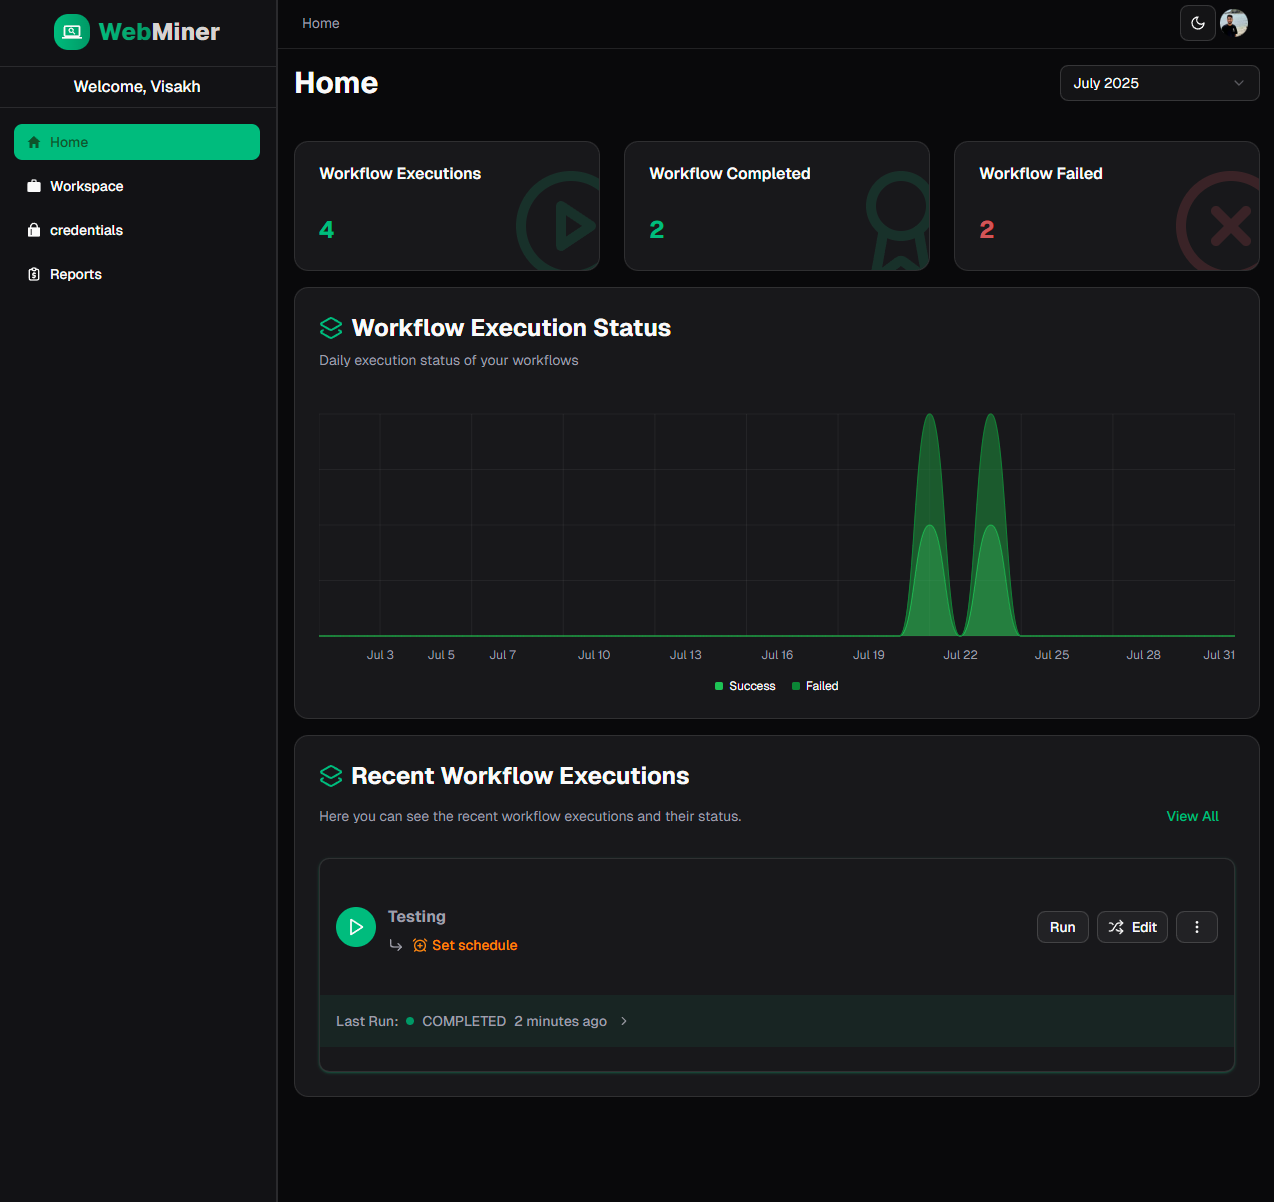 WebMiner
Welcome, Visakh
Home
Workspace
credentials
Reports
Home
Home
July 2025
Workflow Executions
4
Workflow Completed
2
Workflow Failed
2
Workflow Execution Status
Daily execution status of your workflows
Jul 3 Jul 5 Jul 7 Jul 10 Jul 13 Jul 16 Jul 19 Jul 22 Jul 25 Jul 28 Jul 31
Success Failed
Recent Workflow Executions
Here you can see the recent workflow executions and their status.
View All
Testing
Set schedule
Run Edit
Last Run: COMPLETED 2 minutes ago